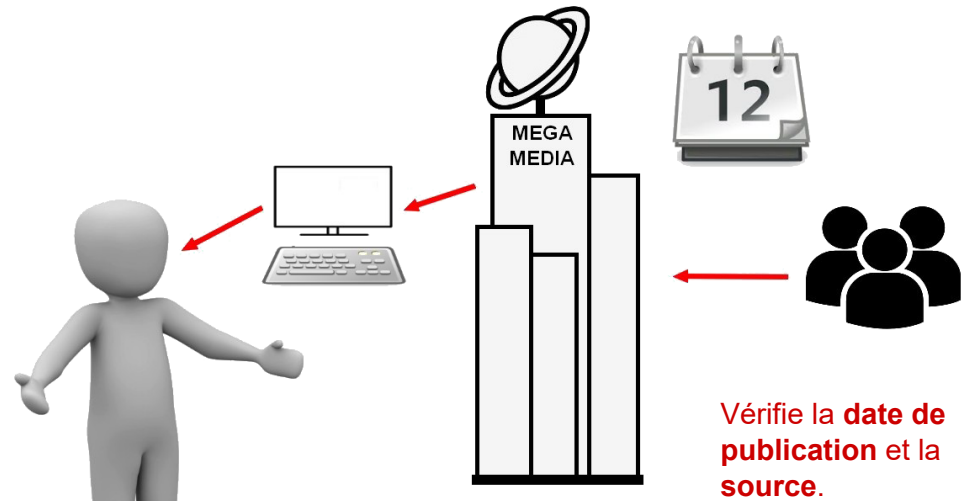 MEGA
MEDIA
12
Vérifie la date de
publication et la
source.